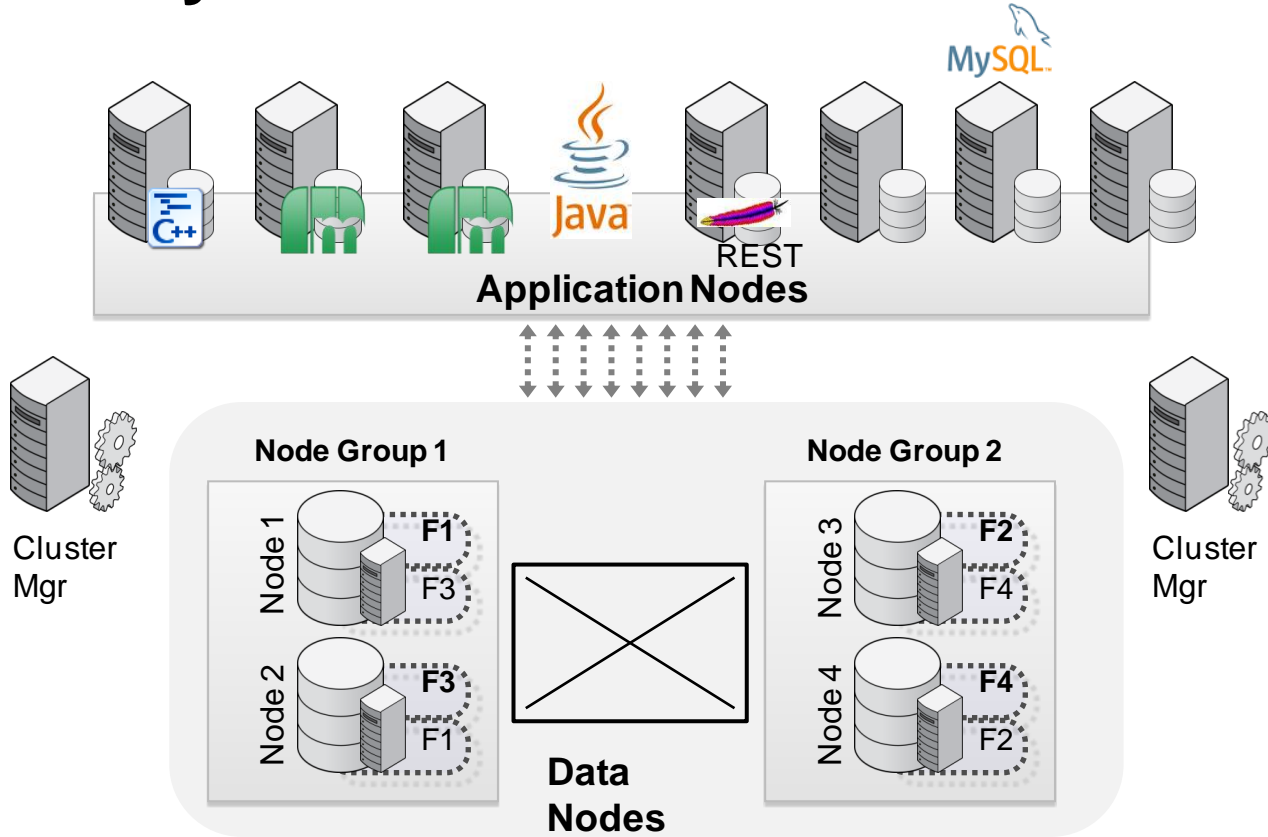 MySQL™
C++
Java
REST
Application Nodes
Node Group 1
Node Group 2
Node 1
F1
F3
Node 2
F3
F1
Node 3
F2
F4
Node 4
F4
F2
Cluster
Mgr
Cluster
Mgr
Data
Nodes